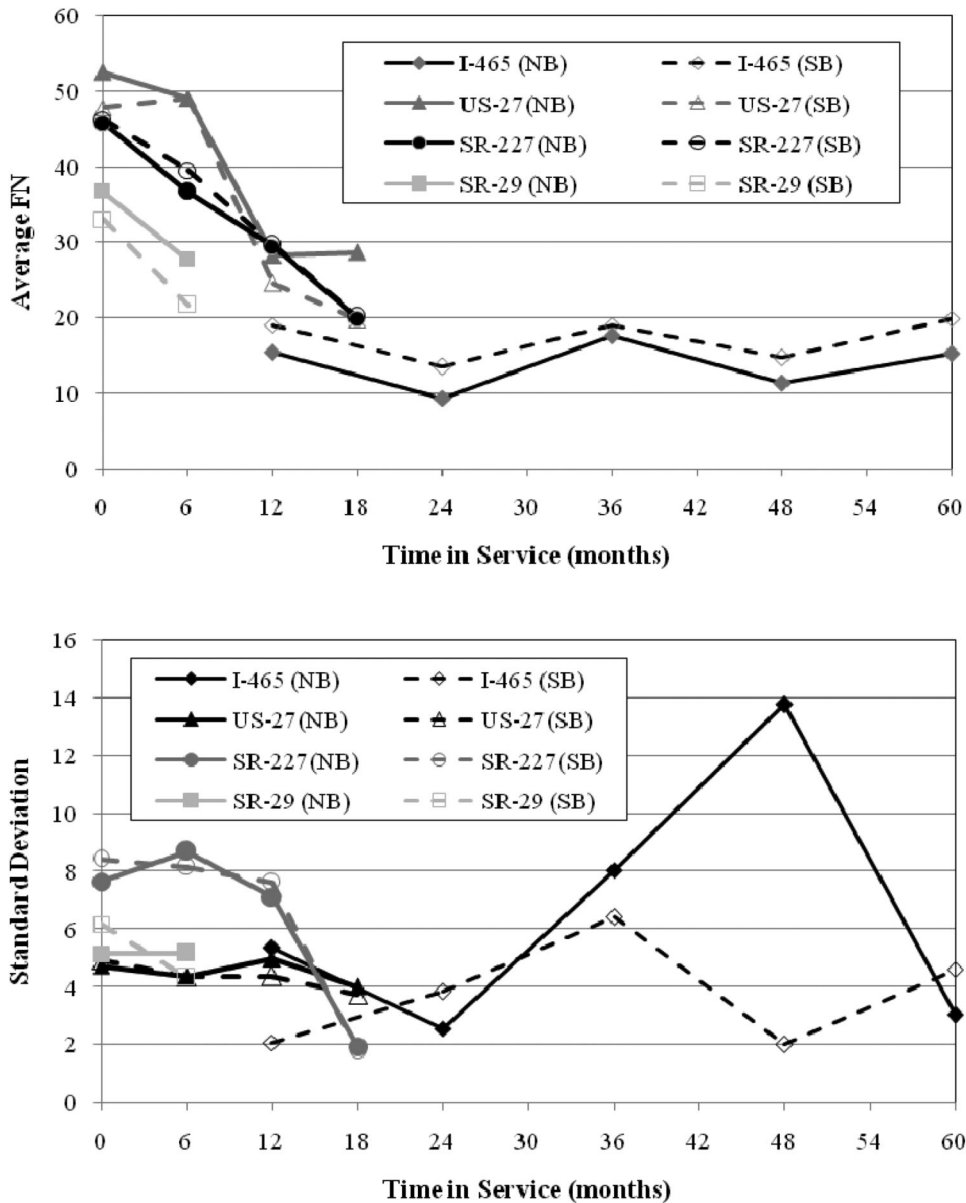 60
50
40
30
20
10
0
Average FN
I-465 (NB) I-465 (SB)
US-27 (NB) US-27 (SB)
SR-227 (NB) SR-227 (SB)
SR-29 (NB) SR-29 (SB)
0 6 12 18 24 30 36 42 48 54 60
Time in Service (months)
16
14
12
10
8
6
4
2
0
Standard Deviation
I-465 (NB) I-465 (SB)
US-27 (NB) US-27 (SB)
SR-227 (NB) SR-227 (SB)
SR-29 (NB) SR-29 (SB)
0 6 12 18 24 30 36 42 48 54 60
Time in Service (months)